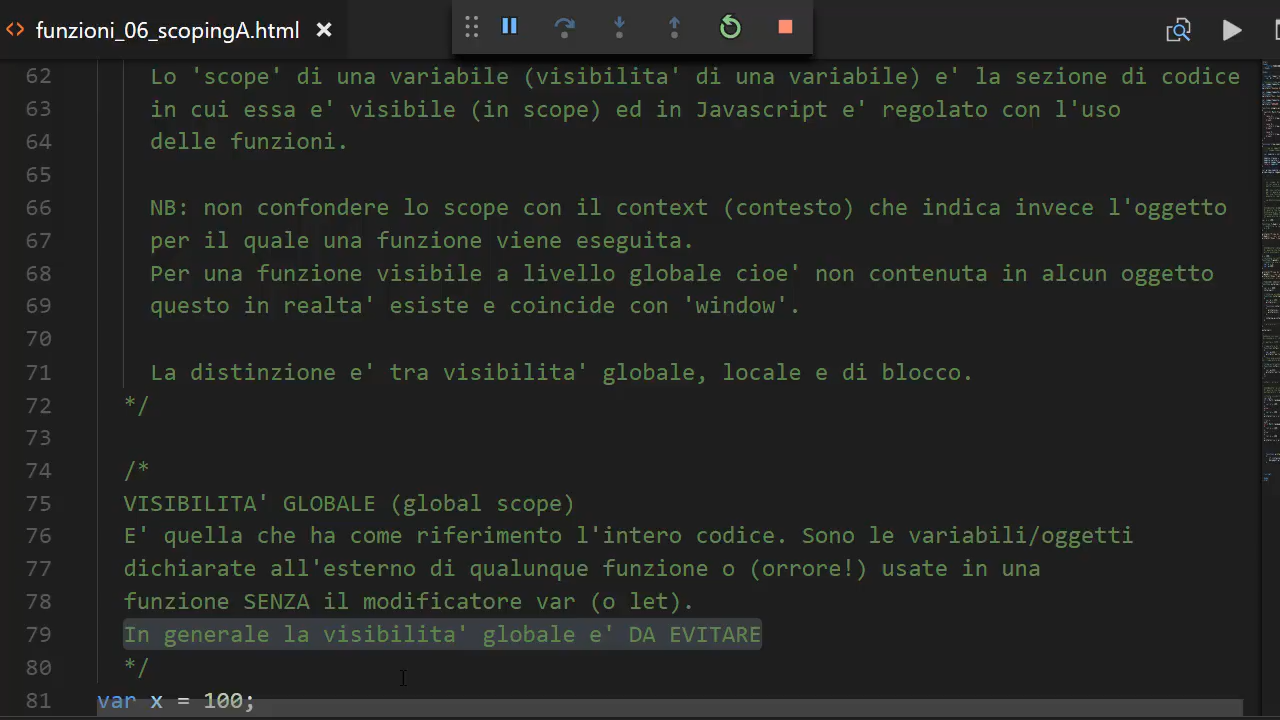 funzioni_06_scopingA.html
62 Lo 'scope' di una variabile (visibilita' di una variabile) e' la sezione di codice
63 in cui essa e' visibile (in scope) ed in Javascript e' regolato con l'uso
64 delle funzioni.
65
66 NB: non confondere lo scope con il context (contesto) che indica invece l'oggetto
67 per il quale una funzione viene eseguita.
68 Per una funzione visibile a livello globale cioe' non contenuta in alcun oggetto
69 questo in realta' esiste e coincide con 'window'.
70
71 La distinzione e' tra visibilita' globale, locale e di blocco.
72 */
73
74 /*
75 VISIBILITA' GLOBALE (global scope)
76 E' quella che ha come riferimento l'intero codice. Sono le variabili/oggetti
77 dichiarate all'esterno di qualunque funzione o (orrore!) usate in una
78 funzione SENZA il modificatore var (o let).
79 In generale la visibilita' globale e' DA EVITARE
80 */
81 var x = 100;